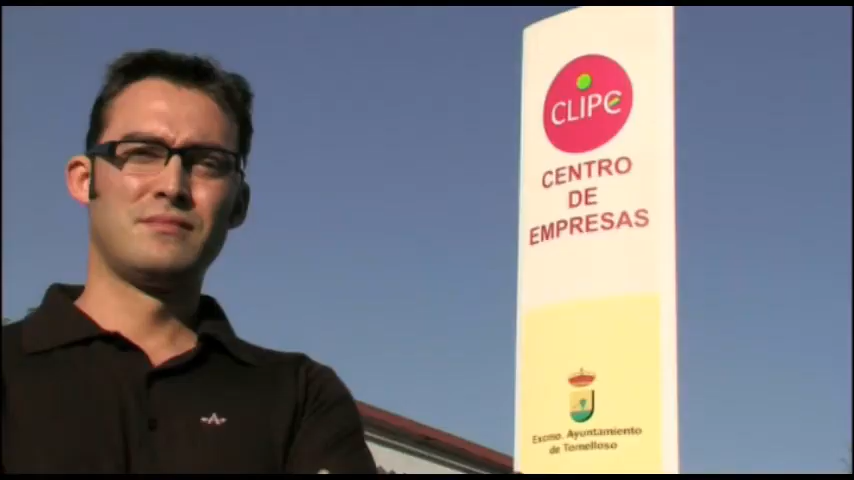 CLIPE
CENTRO
DE
EMPRESAS
Excmo. Ayuntamiento
de Tomelloso